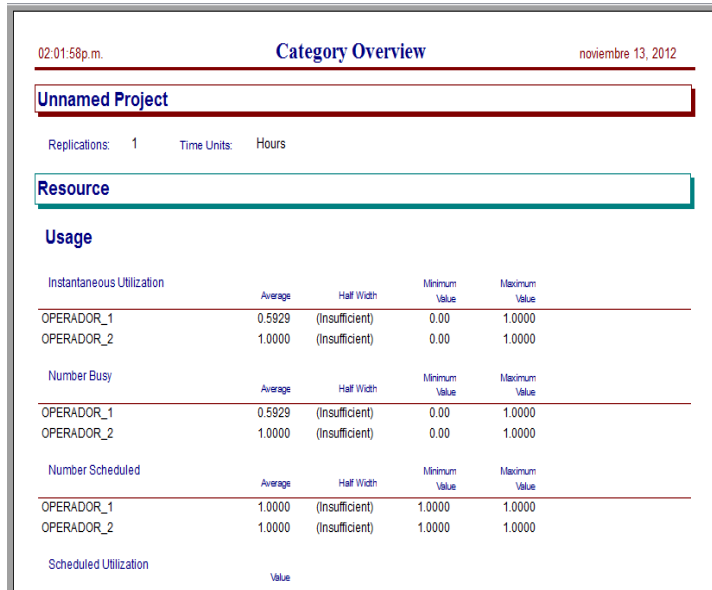 02:01:58p.m. Category Overview noviembre 13, 2012
Unnamed Project
Replications: 1 Time Units: Hours
Resource
Usage
Instantaneous Utilization Average Half Width Minimum Value Maximum Value
OPERADOR_1 0.5929 (Insufficient) 0.00 1.0000
OPERADOR_2 1.0000 (Insufficient) 0.00 1.0000
Number Busy Average Half Width Minimum Value Maximum Value
OPERADOR_1 0.5929 (Insufficient) 0.00 1.0000
OPERADOR_2 1.0000 (Insufficient) 0.00 1.0000
Number Scheduled Average Half Width Minimum Value Maximum Value
OPERADOR_1 1.0000 (Insufficient) 1.0000 1.0000
OPERADOR_2 1.0000 (Insufficient) 1.0000 1.0000
Scheduled Utilization Value